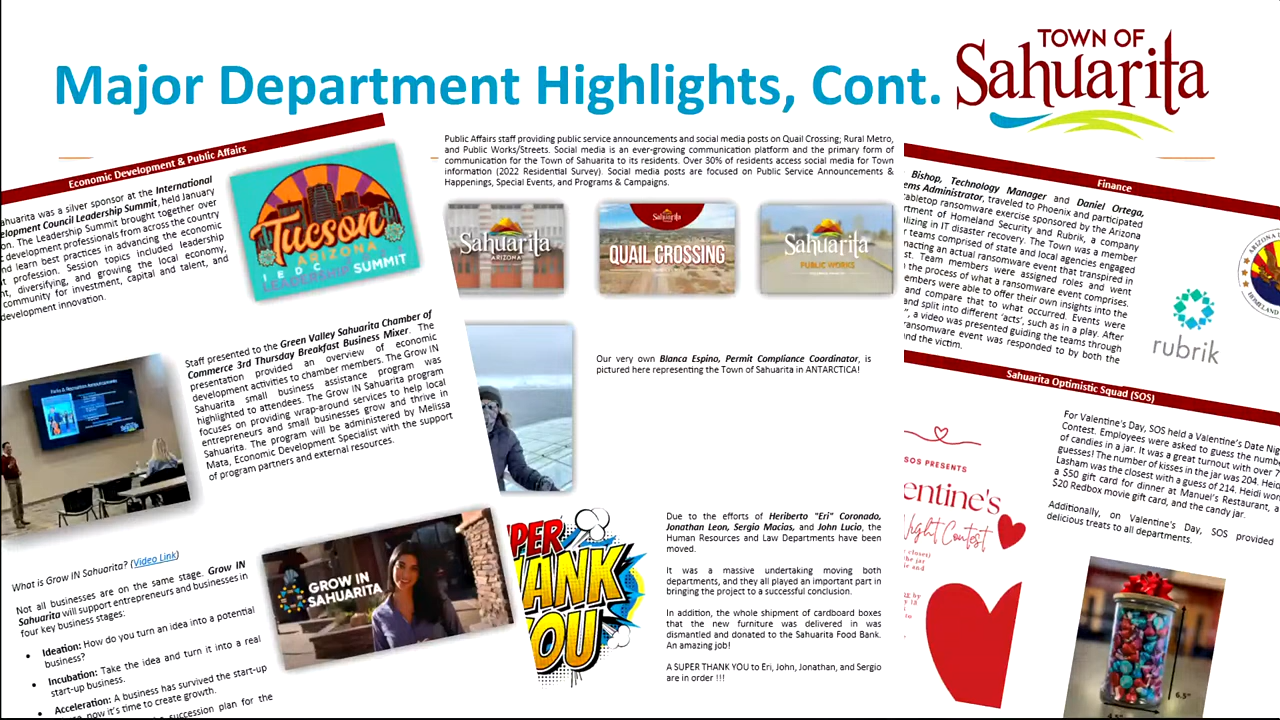 Major Department Highlights, Cont.
TOWN OF
Sahuarita
Economic Development & Public Affairs
ahuarita was a silver sponsor at the International
elopment Council Leadership Summit, held January
on. The Leadership Summit brought together over
development professionals from across the country
nd learn best practices in advancing the economic
profession. Session topics included leadership
nt, diversifying, and growing the local economy,
community for investment, capital and talent, and
development innovation.
Tucson
ARIZONA
IEDC
LEADERSHIP SUMMIT
Staff presented to the Green Valley Sahuarita Chamber of
Commerce 3rd Thursday Breakfast Business Mixer. The
presentation provided an overview of economic
development activities to chamber members. The Grow IN
Sahuarita small business assistance program was
highlighted to attendees. The Grow IN Sahuarita program
focuses on providing wrap-around services to help local
entrepreneurs and small businesses grow and thrive in
Sahuarita. The program will be administered by Melissa
Mata, Economic Development Specialist with the support
of program partners and external resources.
What is Grow IN Sahuarita? (Video Link)
Not all businesses are on the same stage. Grow IN
Sahuarita will support entrepreneurs and businesses in
four key business stages:
• Ideation: How do you turn an idea into a potential
business?
• Incubation: Take the idea and turn it into a real
start-up business.
• Acceleration: A business has survived the start-up
now it's time to create growth.
succession plan for the
GROW IN
SAHUARITA
Public Affairs staff providing public service announcements and social media posts on Quail Crossing; Rural Metro,
and Public Works/Streets. Social media is an ever-growing communication platform and the primary form of
communication for the Town of Sahuarita to its residents. Over 30% of residents access social media for Town
information (2022 Residential Survey). Social media posts are focused on Public Service Announcements &
Happenings, Special Events, and Programs & Campaigns.
Sahuarita
ARIZONA
Sahuarita
QUAIL CROSSING
Sahuarita
PUBLIC WORKS
Our very own Blanca Espino, Permit Compliance Coordinator, is
pictured here representing the Town of Sahuarita in ANTARCTICA!
PER
ANK
YOU
Due to the efforts of Heriberto "Eri" Coronado,
Jonathan Leon, Sergio Macias, and John Lucio, the
Human Resources and Law Departments have been
moved.
It was a massive undertaking moving both
departments, and they all played an important part in
bringing the project to a successful conclusion.
In addition, the whole shipment of cardboard boxes
that the new furniture was delivered in was
dismantled and donated to the Sahuarita Food Bank.
An amazing job!
A SUPER THANK YOU to Eri, John, Jonathan, and Sergio
are in order !!!
Finance
Bishop, Technology Manager and Daniel Ortega,
ems Administrator, traveled to Phoenix and participated
abletop ransomware exercise sponsored by the Arizona
rtment of Homeland Security and Rubrik, a company
alizing in IT disaster recovery. The Town was a member
r teams comprised of state and local agencies engaged
nacting an actual ransomware event that transpired in
st. Team members were assigned roles and went
the process of what a ransomware event comprises.
embers were able to offer their own insights into the
and compare that to what occurred. Events were
and split into different 'acts', such as in a play. After
", a video was presented guiding the teams through
ransomware event was responded to by both the
nd the victim.
rubrik
Sahuarita Optimistic Squad (SOS)
SOS PRESENTS
entine's
Night Contest
closet)
the jar
ie and
ng by
y 18
For Valentine's Day, SOS held a Valentine's Date Nig
Contest. Employees were asked to guess the numb
of candies in a jar. It was a great turnout with over 7
guesses! The number of kisses in the jar was 204. Heid
Lasham was the closest with a guess of 214. Heidi won
a $50 gift card for dinner at Manuel's Restaurant, a
$20 Redbox movie gift card, and the candy jar.
Additionally, on Valentine's Day, SOS provided
delicious treats to all departments.
6.5"
4.5"